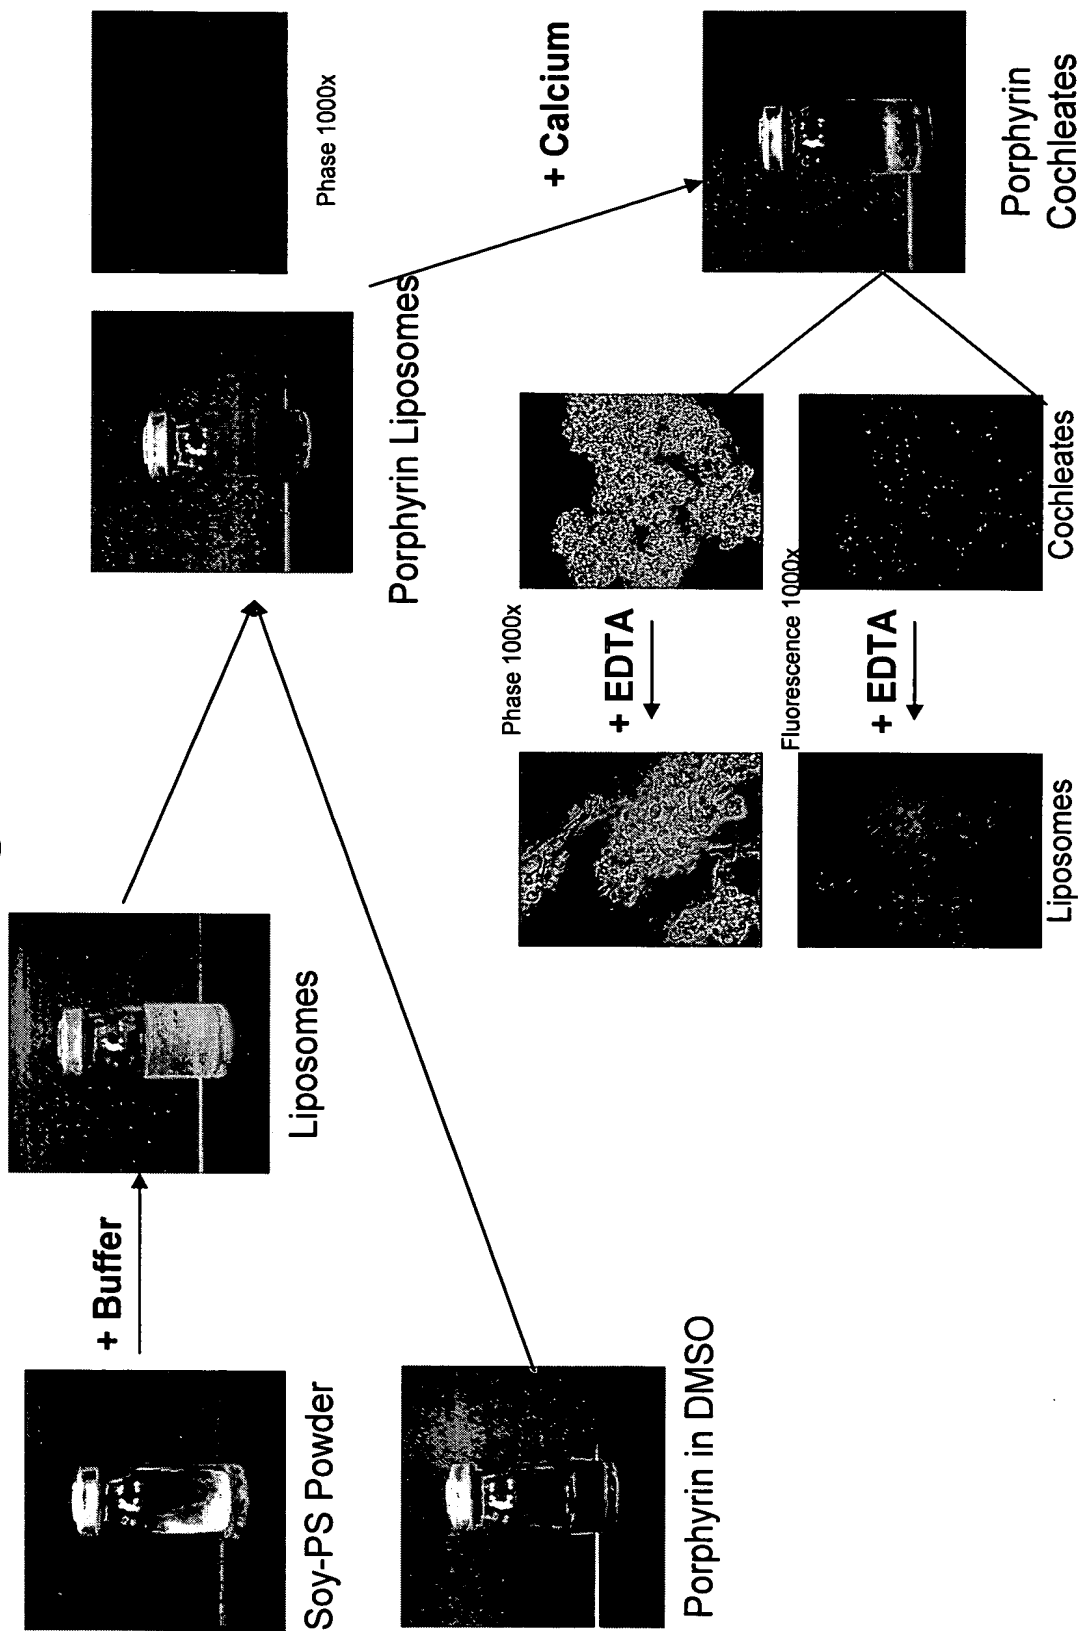 + Buffer
Soy-PS Powder
Liposomes
Porphyrin in DMSO
Porphyrin Liposomes
Phase 1000x
+ Calcium
Porphyrin
Cochleates
Phase 1000x
+ EDTA
Fluorescence 1000x
+ EDTA
Liposomes
Cochleates